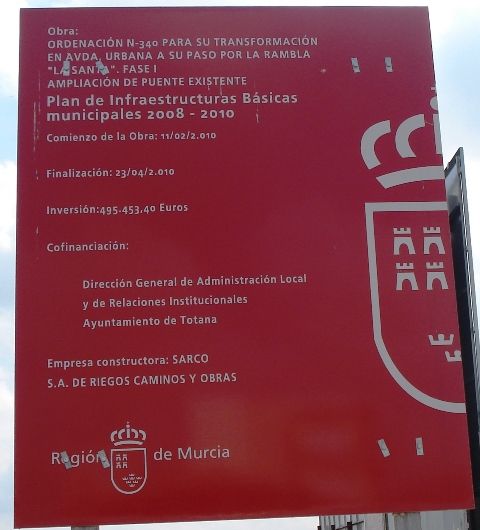 Obra:
ORDENACIÓN N-340 PARA SU TRANSFORMACIÓN
EN AVDA. URBANA A SU PASO POR LA RAMBLA
"LA SANTA". FASE I
AMPLIACIÓN DE PUENTE EXISTENTE
Plan de Infraestructuras Básicas
municipales 2008 - 2010
Comienzo de la Obra: 11/02/2.010
Finalización: 23/04/2.010
Inversión:495.453,40 Euros
Cofinanciación:
Dirección General de Administración Local
y de Relaciones Institucionales
Ayuntamiento de Totana
Empresa constructora: SARCO
S.A. DE RIEGOS CAMINOS Y OBRAS
Región de Murcia